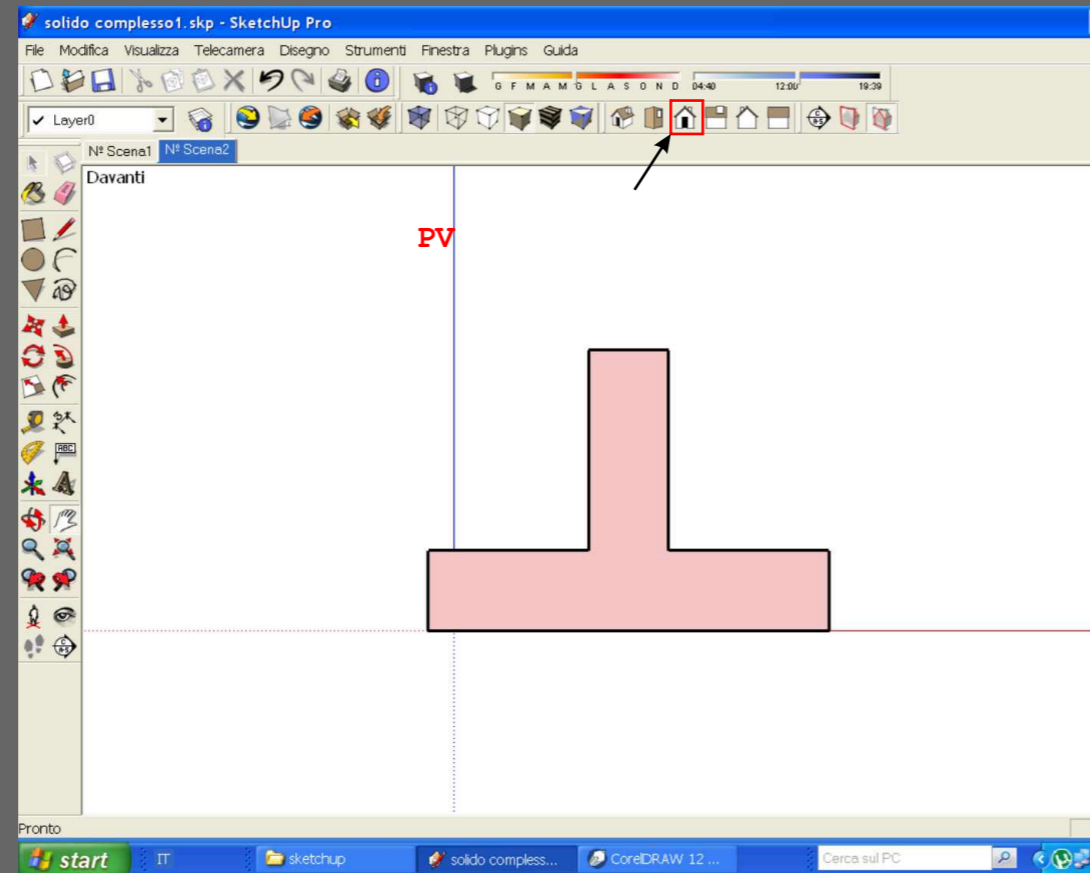 solido complesso1.skp - SketchUp Pro
File Modifica Visualizza Telecamera Disegno Strumenti Finestra Plugins Guida
G F M A M G L A S O N D 04:40 12:00 19:39
Layer0
Nº Scena1 Nº Scena2
Davanti
PV
ABC
Pronto
start IT sketchup solido compless... CorelDRAW 12 ... Cerca sul PC